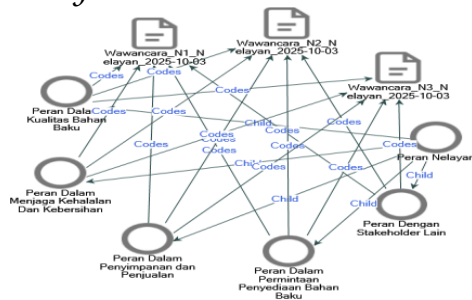 Wawancara_N1_N
elayan_2025-10-03
Wawancara_N2_N
elayan_2025-10-03
Wawancara_N3_N
elayan_2025-10-03
Codes
Codes
Codes
Peran Dalam
Kualitas Bahan
Baku
Codes
Codes
Codes
Child
Codes
Codes
Codes
Codes
Codes
Peran Nelayan
Child
Codes
Codes
Child
Peran Dalam
Menjaga Kehalalan
Dan Kebersihan
Child
Child
Peran Dengan
Stakeholder Lain
Peran Dalam
Penyimpanan dan
Penjualan
Peran Dalam
Permintaan
Penyediaan Bahan
Baku